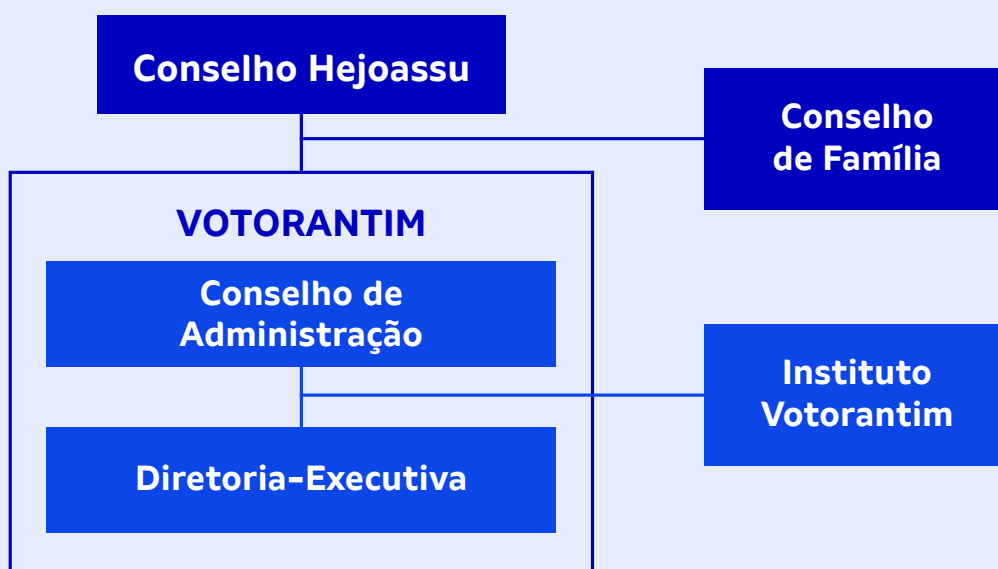 Conselho Hejoassu
Conselho
de Família
VOTORANTIM
Conselho de
Administração
Instituto
Votorantim
Diretoria-Executiva